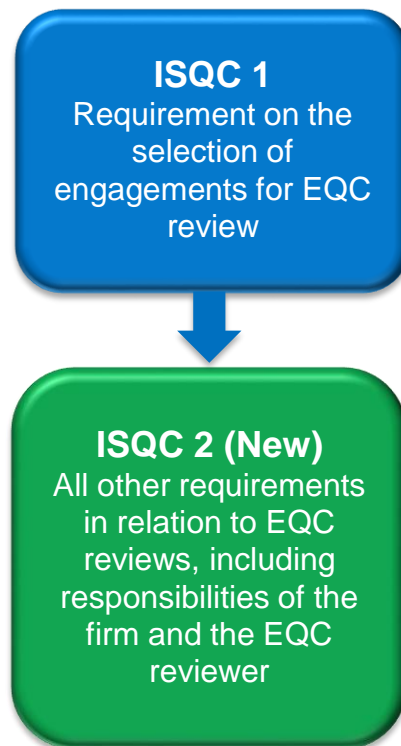 ISQC 1
Requirement on the
selection of
engagements for EQC
review
ISQC 2 (New)
All other requirements
in relation to EQC
reviews, including
responsibilities of the
firm and the EQC
reviewer